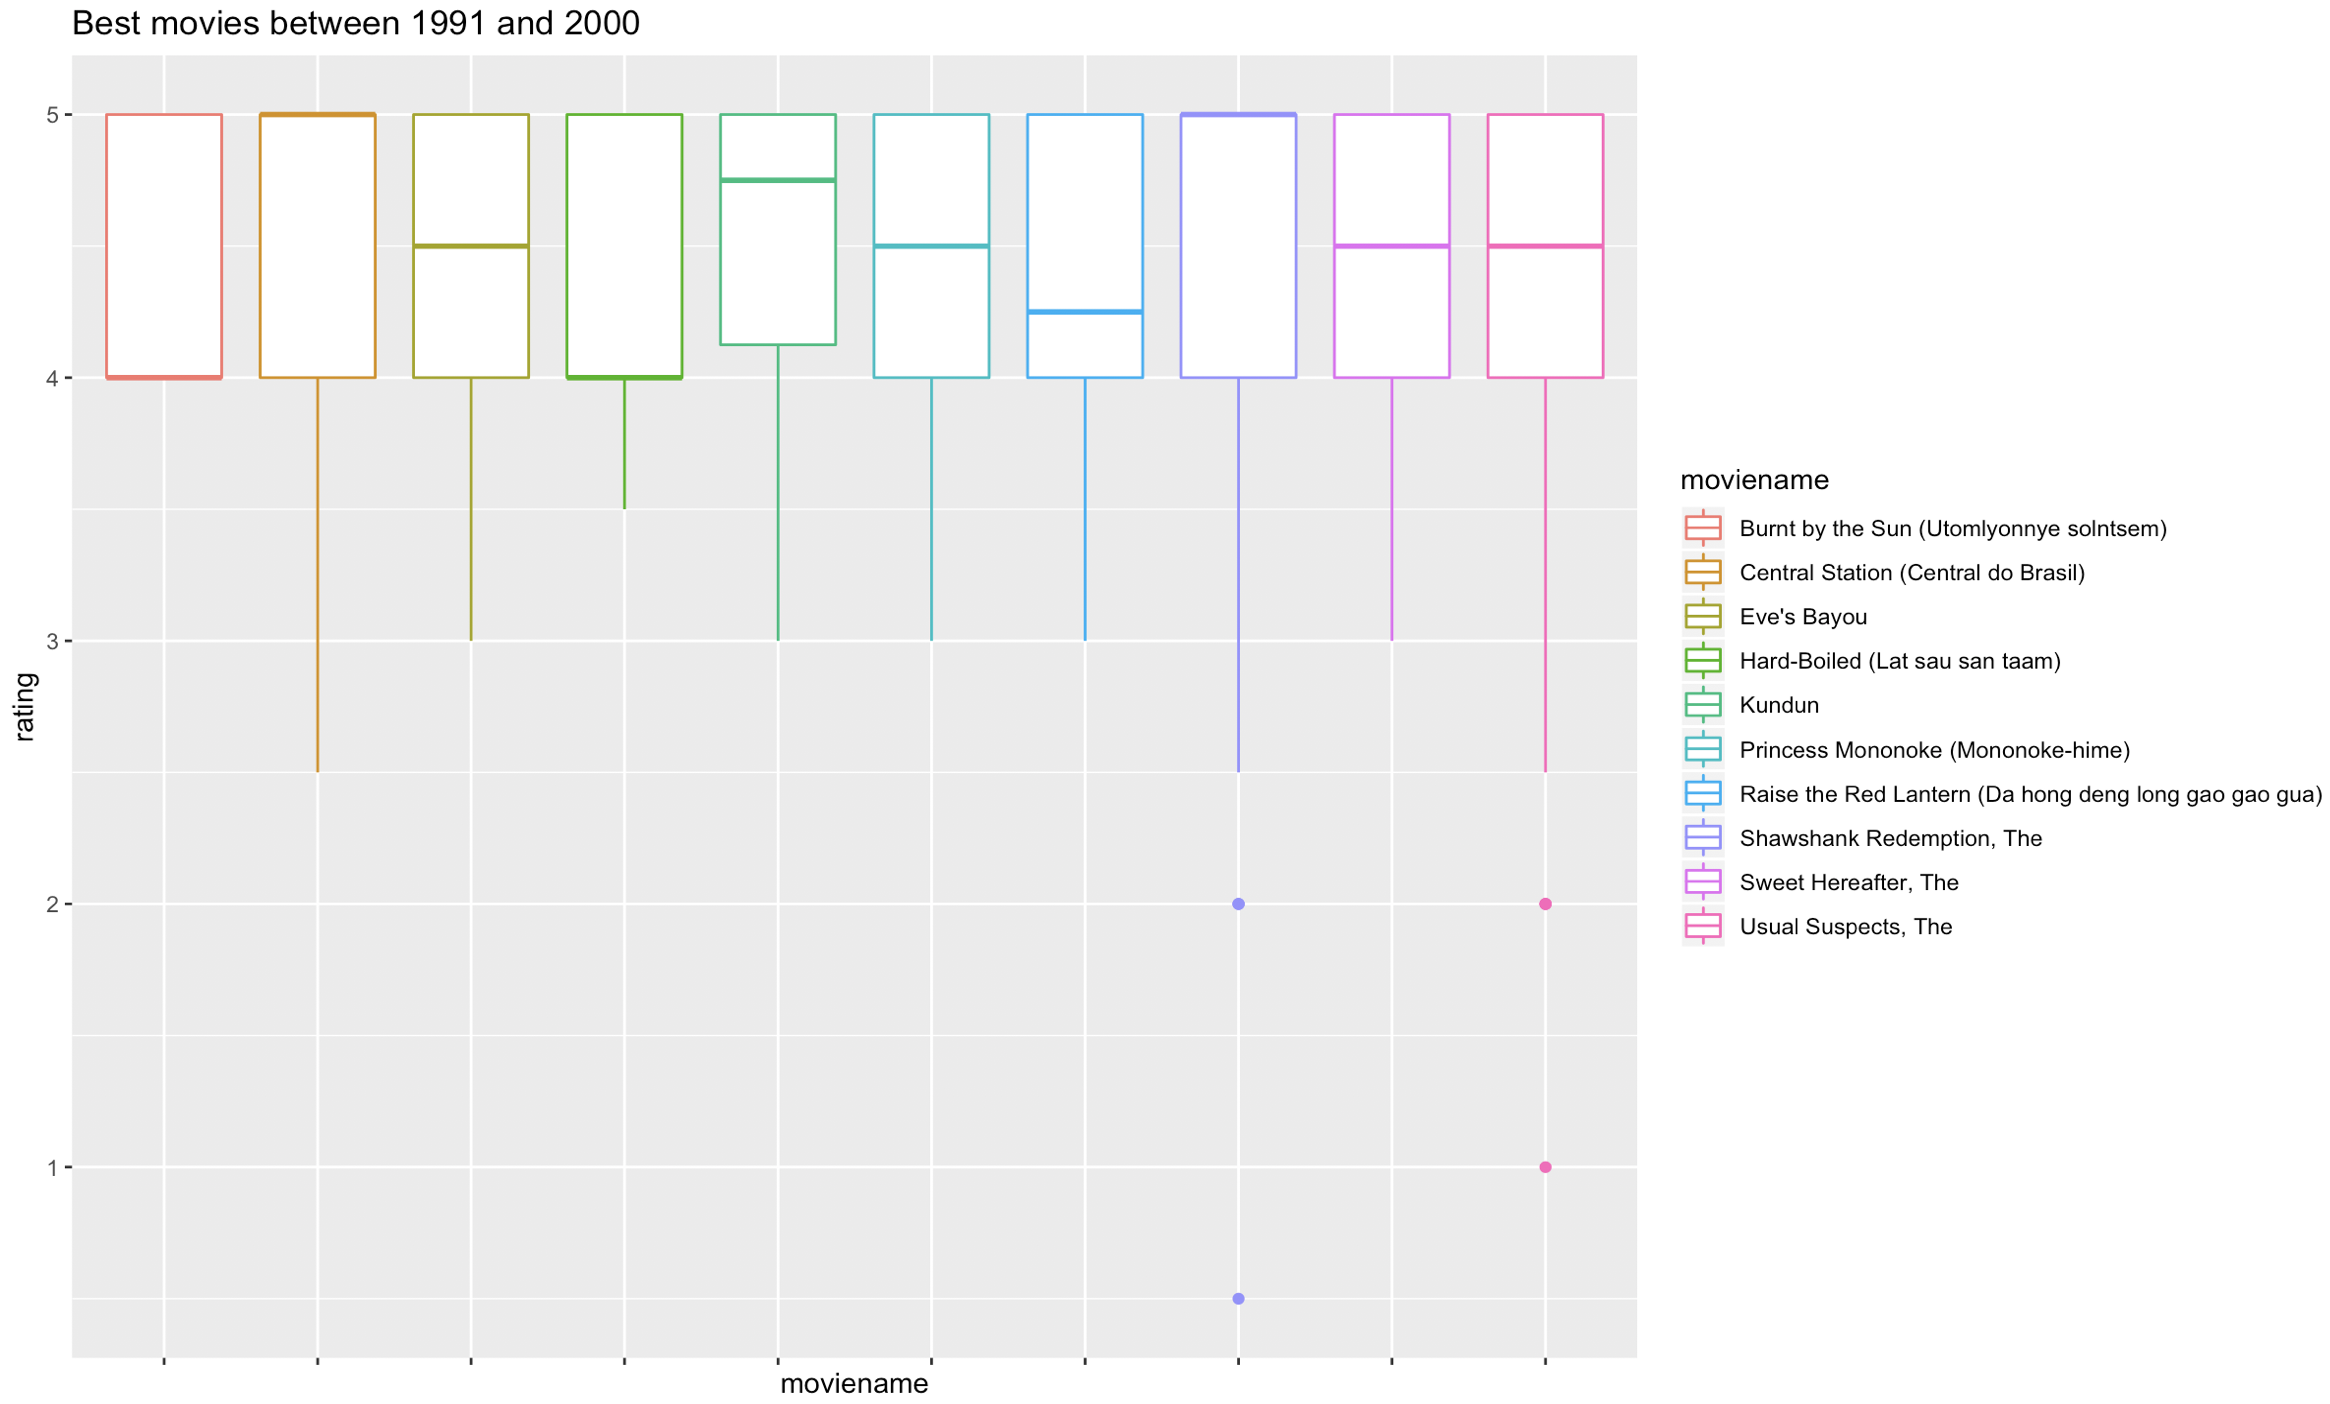 Best movies between 1991 and 2000
5
4
3
2
1
rating
moviename
moviename
Burnt by the Sun (Utomlyonnye solntsem)
Central Station (Central do Brasil)
Eve's Bayou
Hard-Boiled (Lat sau san taam)
Kundun
Princess Mononoke (Mononoke-hime)
Raise the Red Lantern (Da hong deng long gao gao gua)
Shawshank Redemption, The
Sweet Hereafter, The
Usual Suspects, The